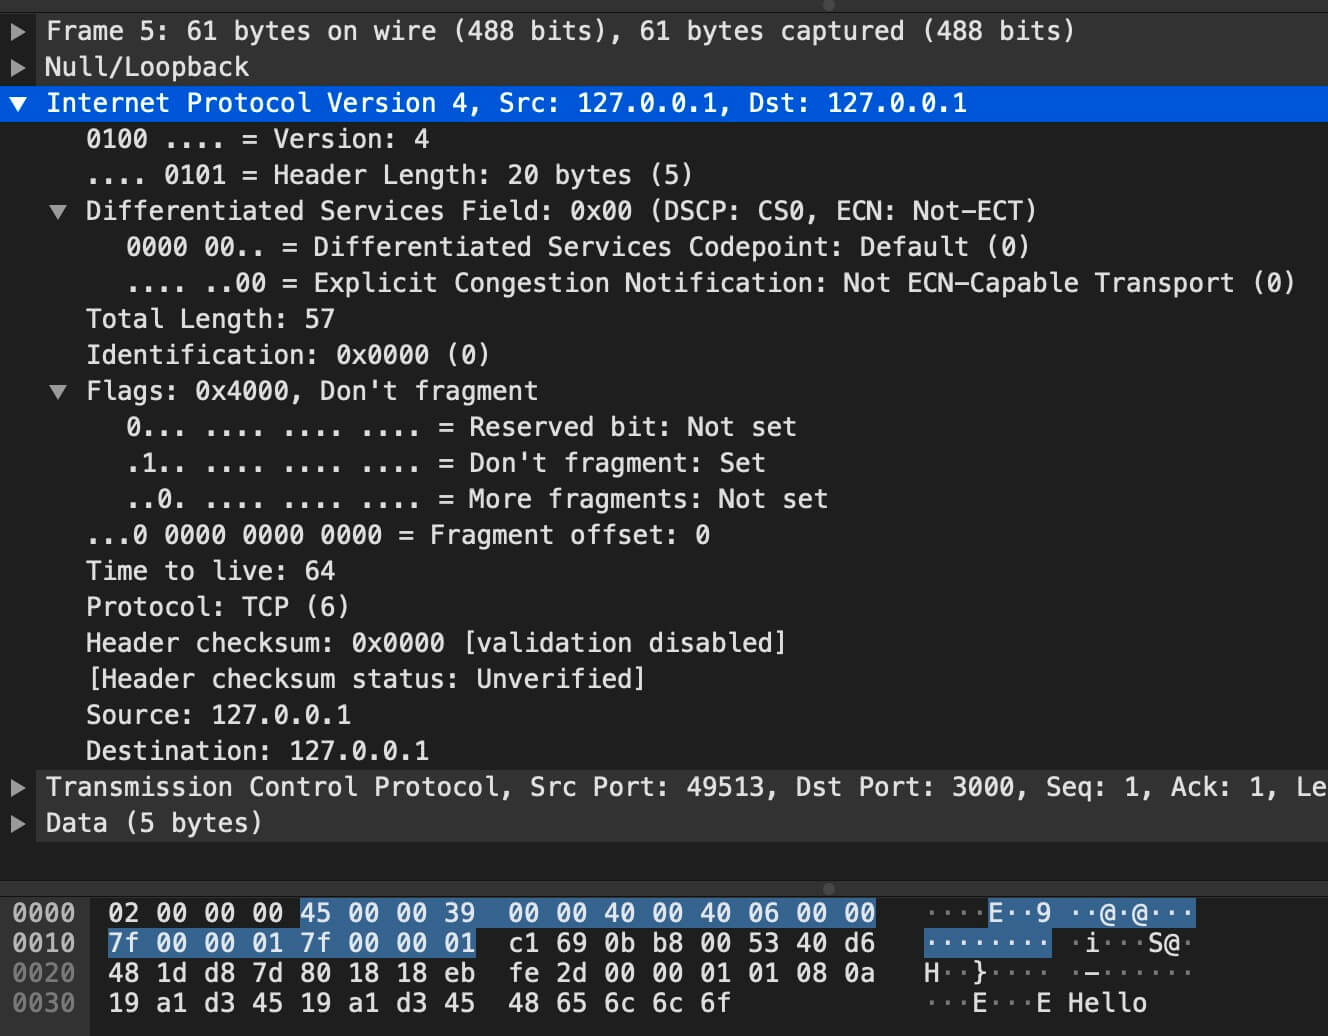 Frame 5: 61 bytes on wire (488 bits), 61 bytes captured (488 bits)
Null/Loopback
Internet Protocol Version 4, Src: 127.0.0.1, Dst: 127.0.0.1
0100 .... = Version: 4
.... 0101 = Header Length: 20 bytes (5)
Differentiated Services Field: 0x00 (DSCP: CS0, ECN: Not-ECT)
0000 00.. = Differentiated Services Codepoint: Default (0)
.... ..00 = Explicit Congestion Notification: Not ECN-Capable Transport (0)
Total Length: 57
Identification: 0x0000 (0)
Flags: 0x4000, Don't fragment
0... .... .... .... = Reserved bit: Not set
.1.. .... .... .... = Don't fragment: Set
..0. .... .... .... = More fragments: Not set
...0 0000 0000 0000 = Fragment offset: 0
Time to live: 64
Protocol: TCP (6)
Header checksum: 0x0000 [validation disabled]
[Header checksum status: Unverified]
Source: 127.0.0.1
Destination: 127.0.0.1
Transmission Control Protocol, Src Port: 49513, Dst Port: 3000, Seq: 1, Ack: 1, Le
Data (5 bytes)
0000 02 00 00 00 45 00 00 39 00 00 40 00 40 06 00 00 ····E··9 ··@·@···
0010 7f 00 00 01 7f 00 00 01 c1 69 0b b8 00 53 40 d6 ········ ·i···S@·
0020 48 1d d8 7d 80 18 18 eb fe 2d 00 00 01 01 08 0a H··}···· ·-······
0030 19 a1 d3 45 19 a1 d3 45 48 65 6c 6c 6f ···E···E Hello